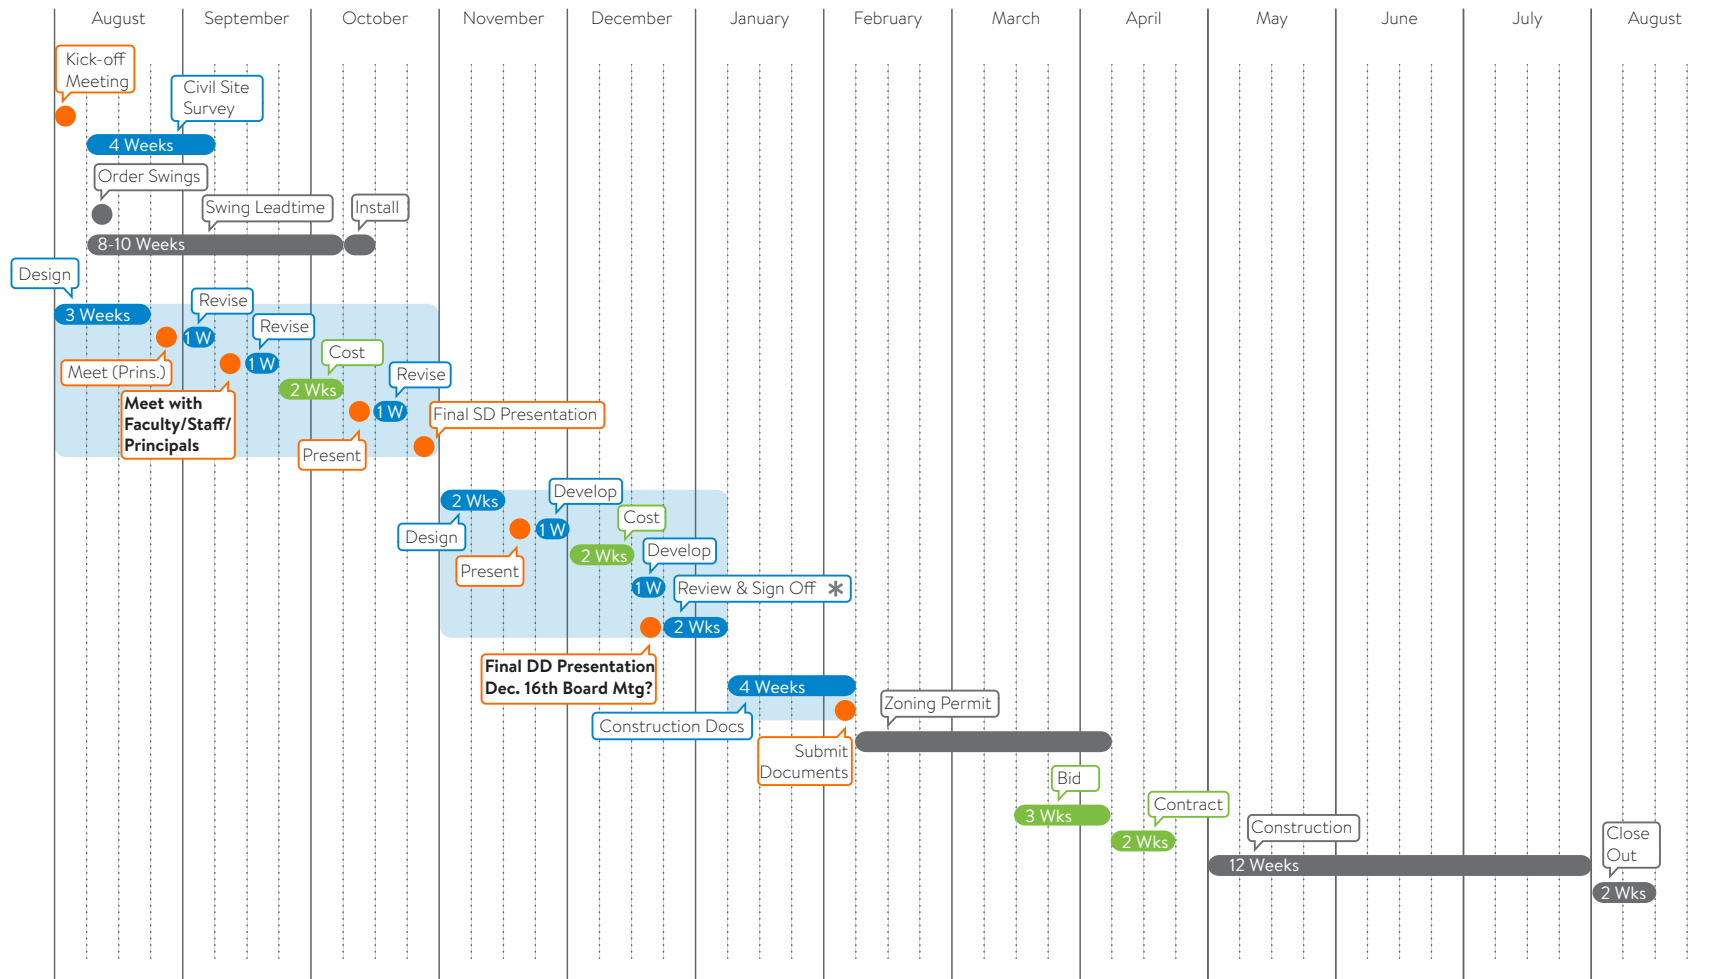 August
September
October
November
December
January
February
March
April
May
June
July
August
Kick-off
Meeting
Civil Site
Survey
4 Weeks
Order Swings
Swing Leadtime
Install
8-10 Weeks
Design
Revise
3 Weeks
Revise
1 W
Meet (Prins.)
Cost
1 W
Revise
2 Wks
Meet with
Faculty/Staff/
Principals
1 W
Final SD Presentation
Present
Develop
2 Wks
Cost
1 W
Design
Develop
2 Wks
Present
1 W
Review & Sign Off *
2 Wks
Final DD Presentation
Dec. 16th Board Mtg?
4 Weeks
Zoning Permit
Construction Docs
Submit
Documents
Bid
Contract
3 Wks
Construction
2 Wks
Close
Out
12 Weeks
2 Wks